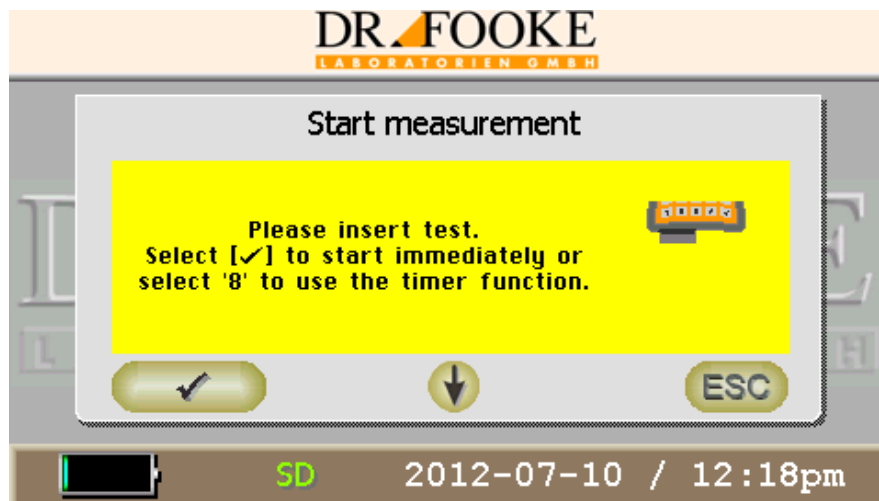 DR FOOKE
LABORATORIEN GMBH
Start measurement
Please insert test.
Select [✓] to start immediately or
select '8' to use the timer function.
ESC
SD 2012-07-10 / 12:18pm